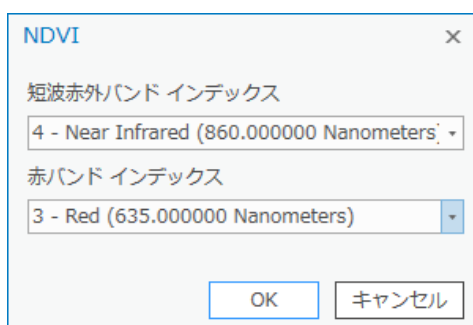 NDVI
短波赤外バンド インデックス
4 - Near Infrared (860.000000 Nanometers)
赤バンド インデックス
3 - Red (635.000000 Nanometers)
OK キャンセル